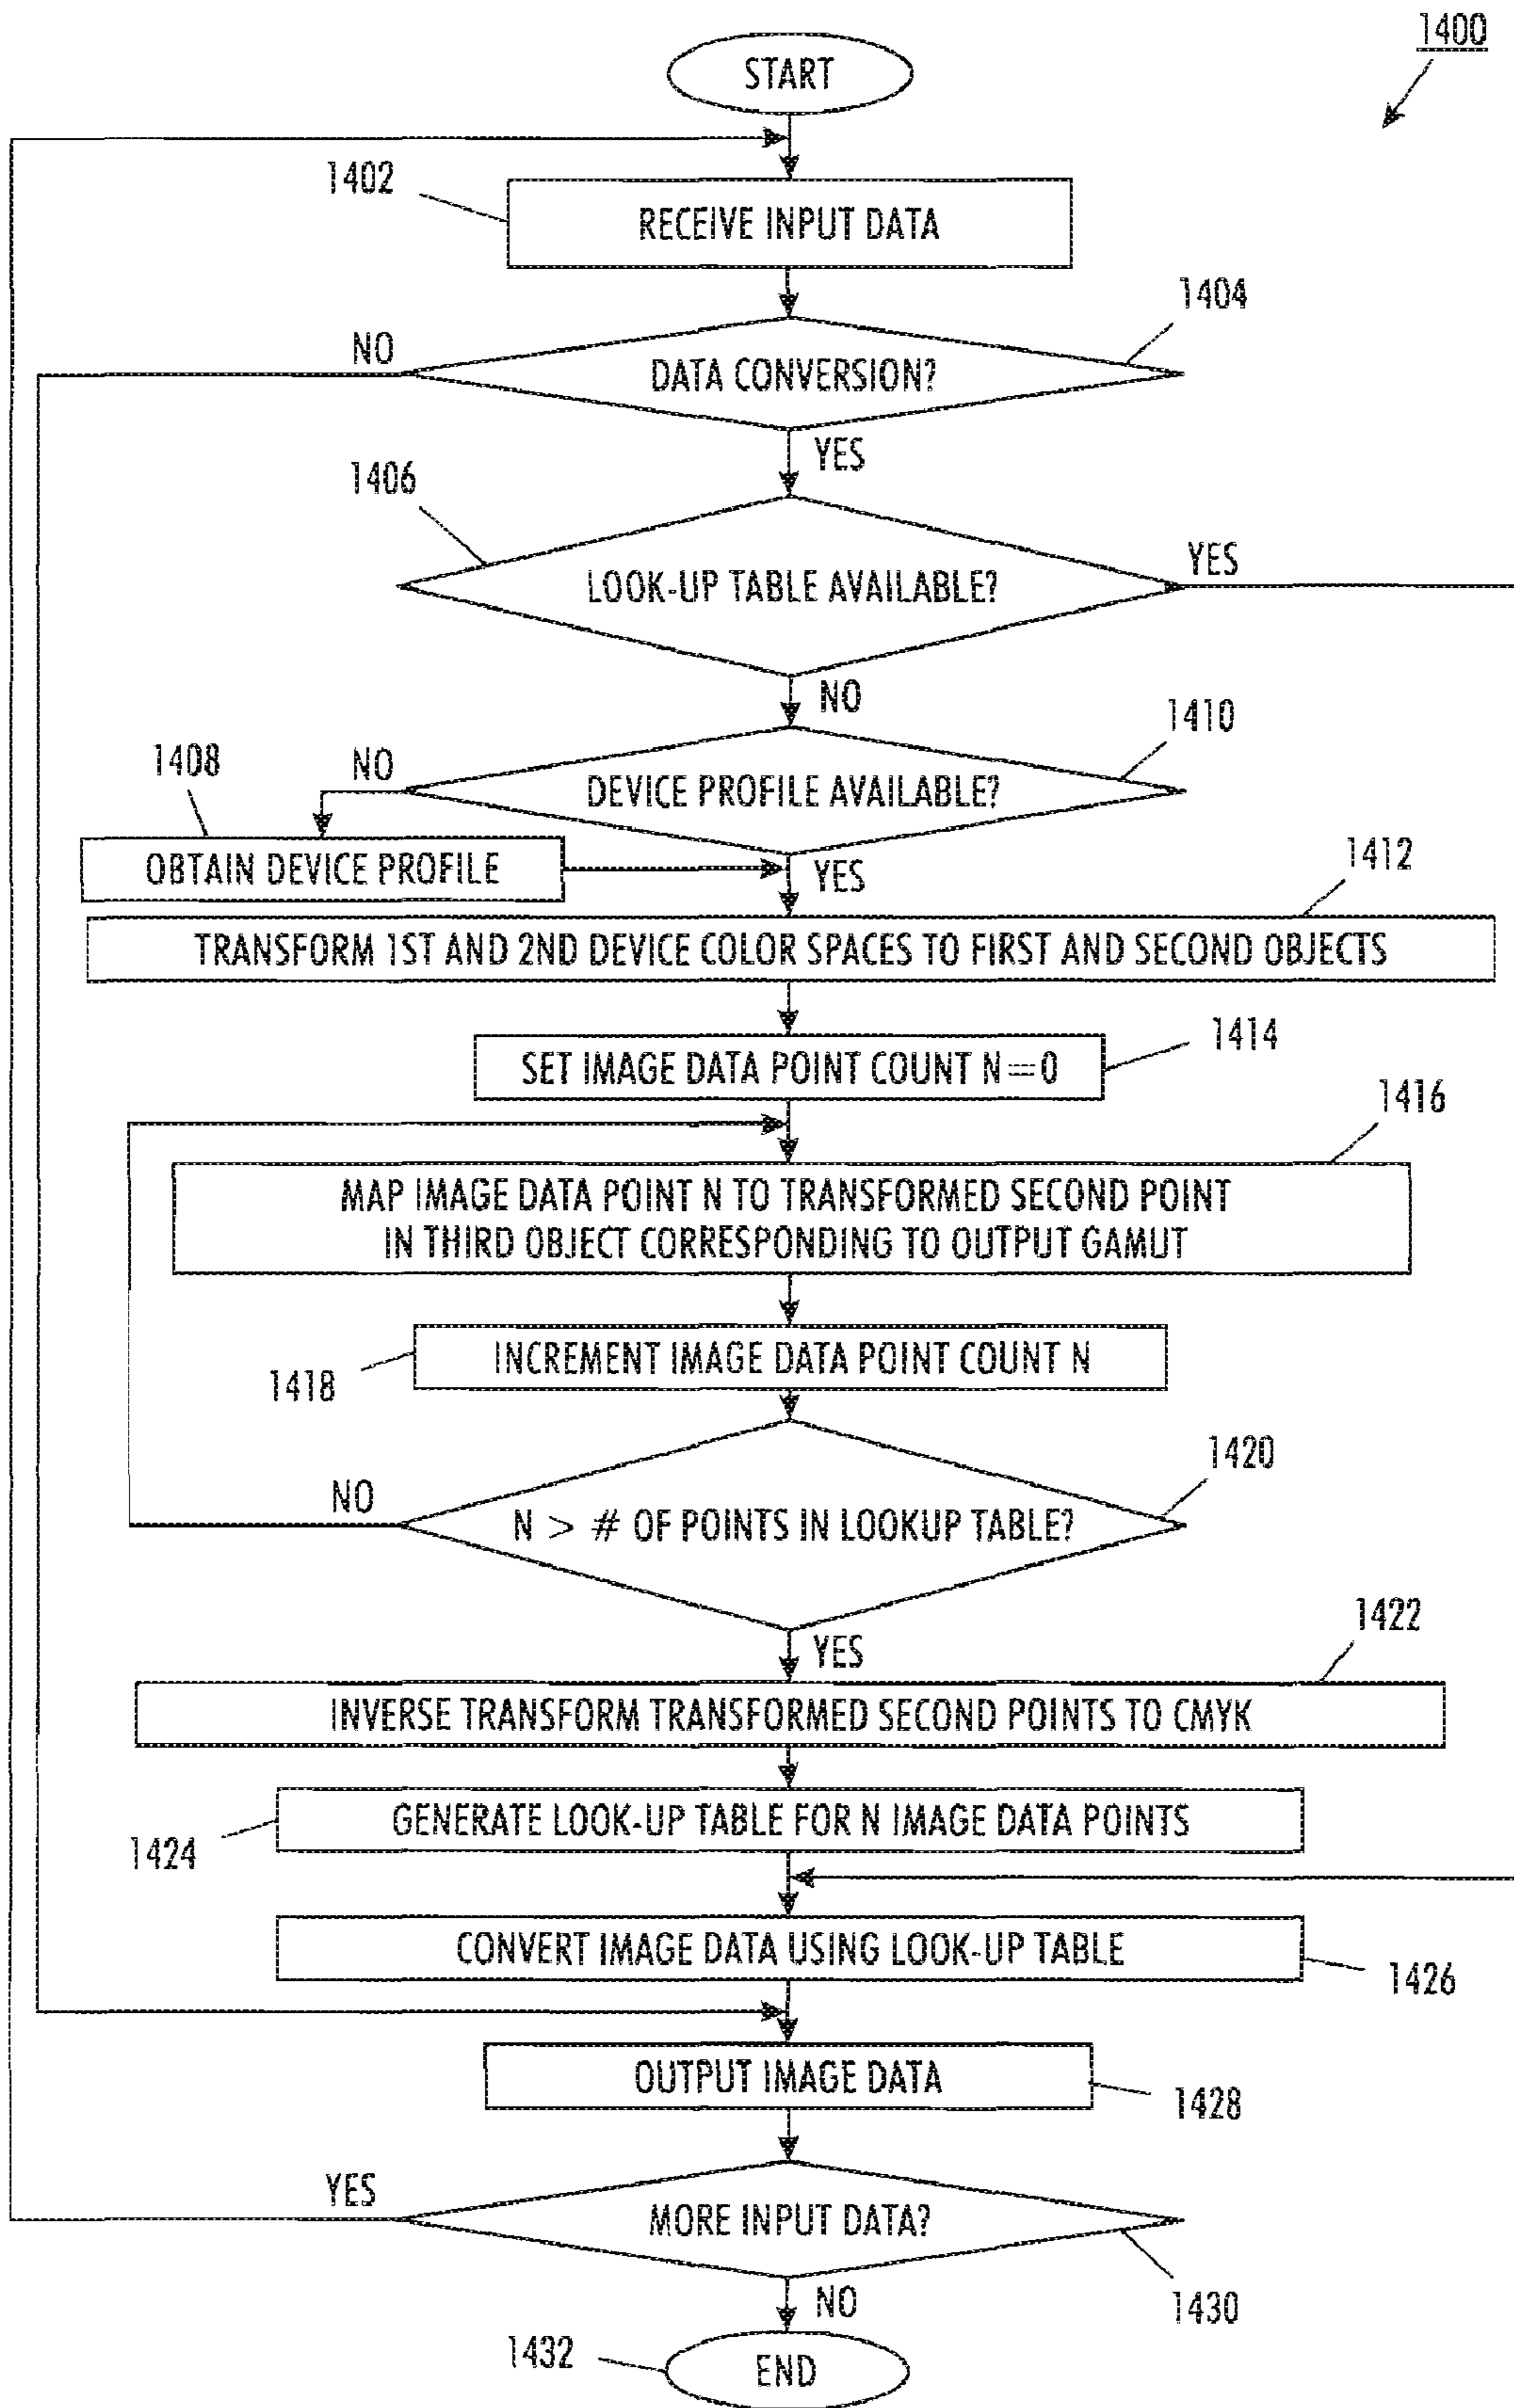 1400
START
1402
RECEIVE INPUT DATA
1404
NO
DATA CONVERSION?
YES
1406
YES
LOOK-UP TABLE AVAILABLE?
NO
1410
1408
NO
DEVICE PROFILE AVAILABLE?
OBTAIN DEVICE PROFILE
YES
1412
TRANSFORM 1ST AND 2ND DEVICE COLOR SPACES TO FIRST AND SECOND OBJECTS
1414
SET IMAGE DATA POINT COUNT N=0
1416
MAP IMAGE DATA POINT N TO TRANSFORMED SECOND POINT
IN THIRD OBJECT CORRESPONDING TO OUTPUT GAMUT
INCREMENT IMAGE DATA POINT COUNT N
1418
1420
NO
N > # OF POINTS IN LOOKUP TABLE?
1422
YES
INVERSE TRANSFORM TRANSFORMED SECOND POINTS TO CMYK
GENERATE LOOK-UP TABLE FOR N IMAGE DATA POINTS
1424
CONVERT IMAGE DATA USING LOOK-UP TABLE
1426
OUTPUT IMAGE DATA
1428
YES
MORE INPUT DATA?
NO
1430
1432
END